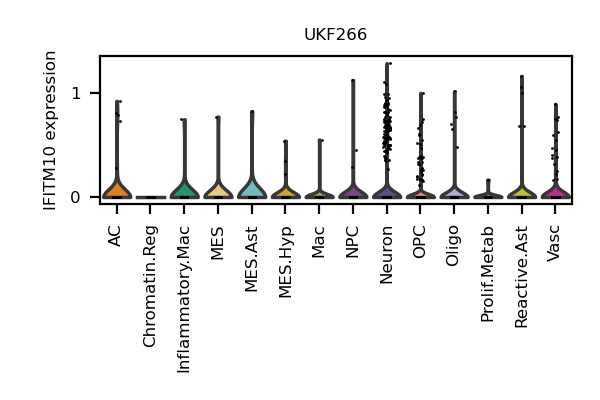 UKF266
IFITM10 expression
1
0
AC
Chromatin.Reg
Inflammatory.Mac
MES
MES.Ast
MES.Hyp
Mac
NPC
Neuron
OPC
Oligo
Prolif.Metab
Reactive.Ast
Vasc